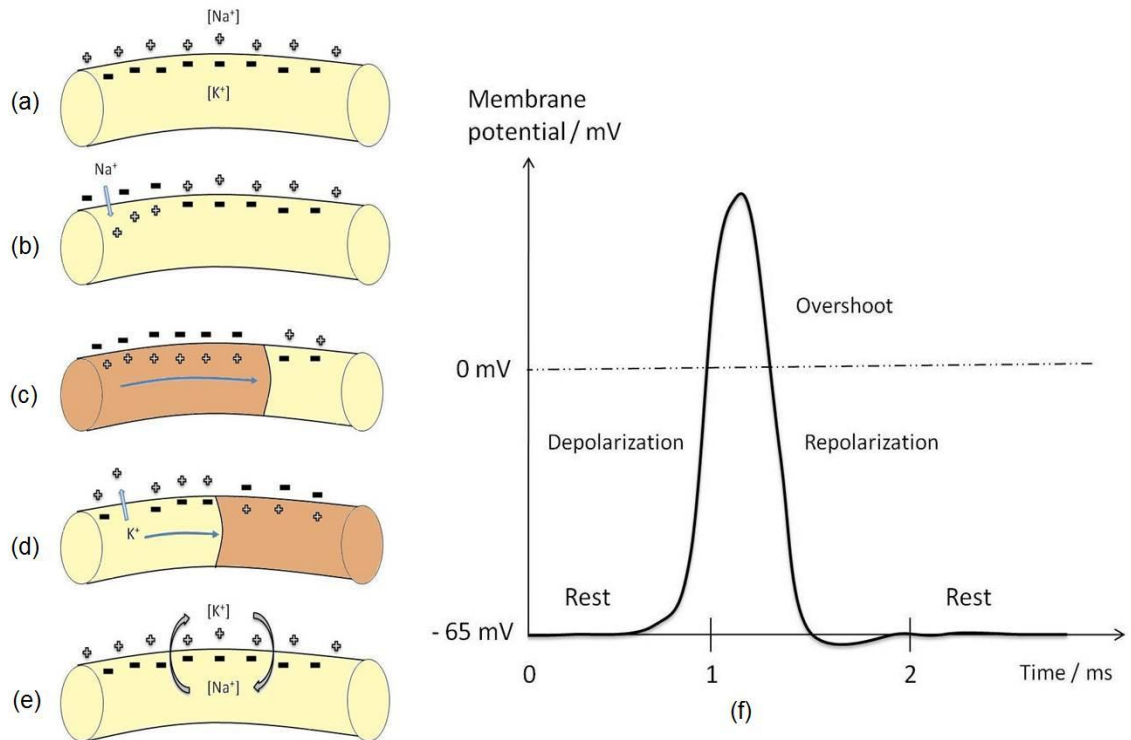 [Na⁺]
(a)
[K⁺]
Na⁺
(b)
(c)
(d)
K⁺
[K⁺]
(e)
[Na⁺]
Membrane
potential / mV
Overshoot
0 mV
Depolarization
Repolarization
Rest
Rest
- 65 mV
0
1
2
Time / ms
(f)